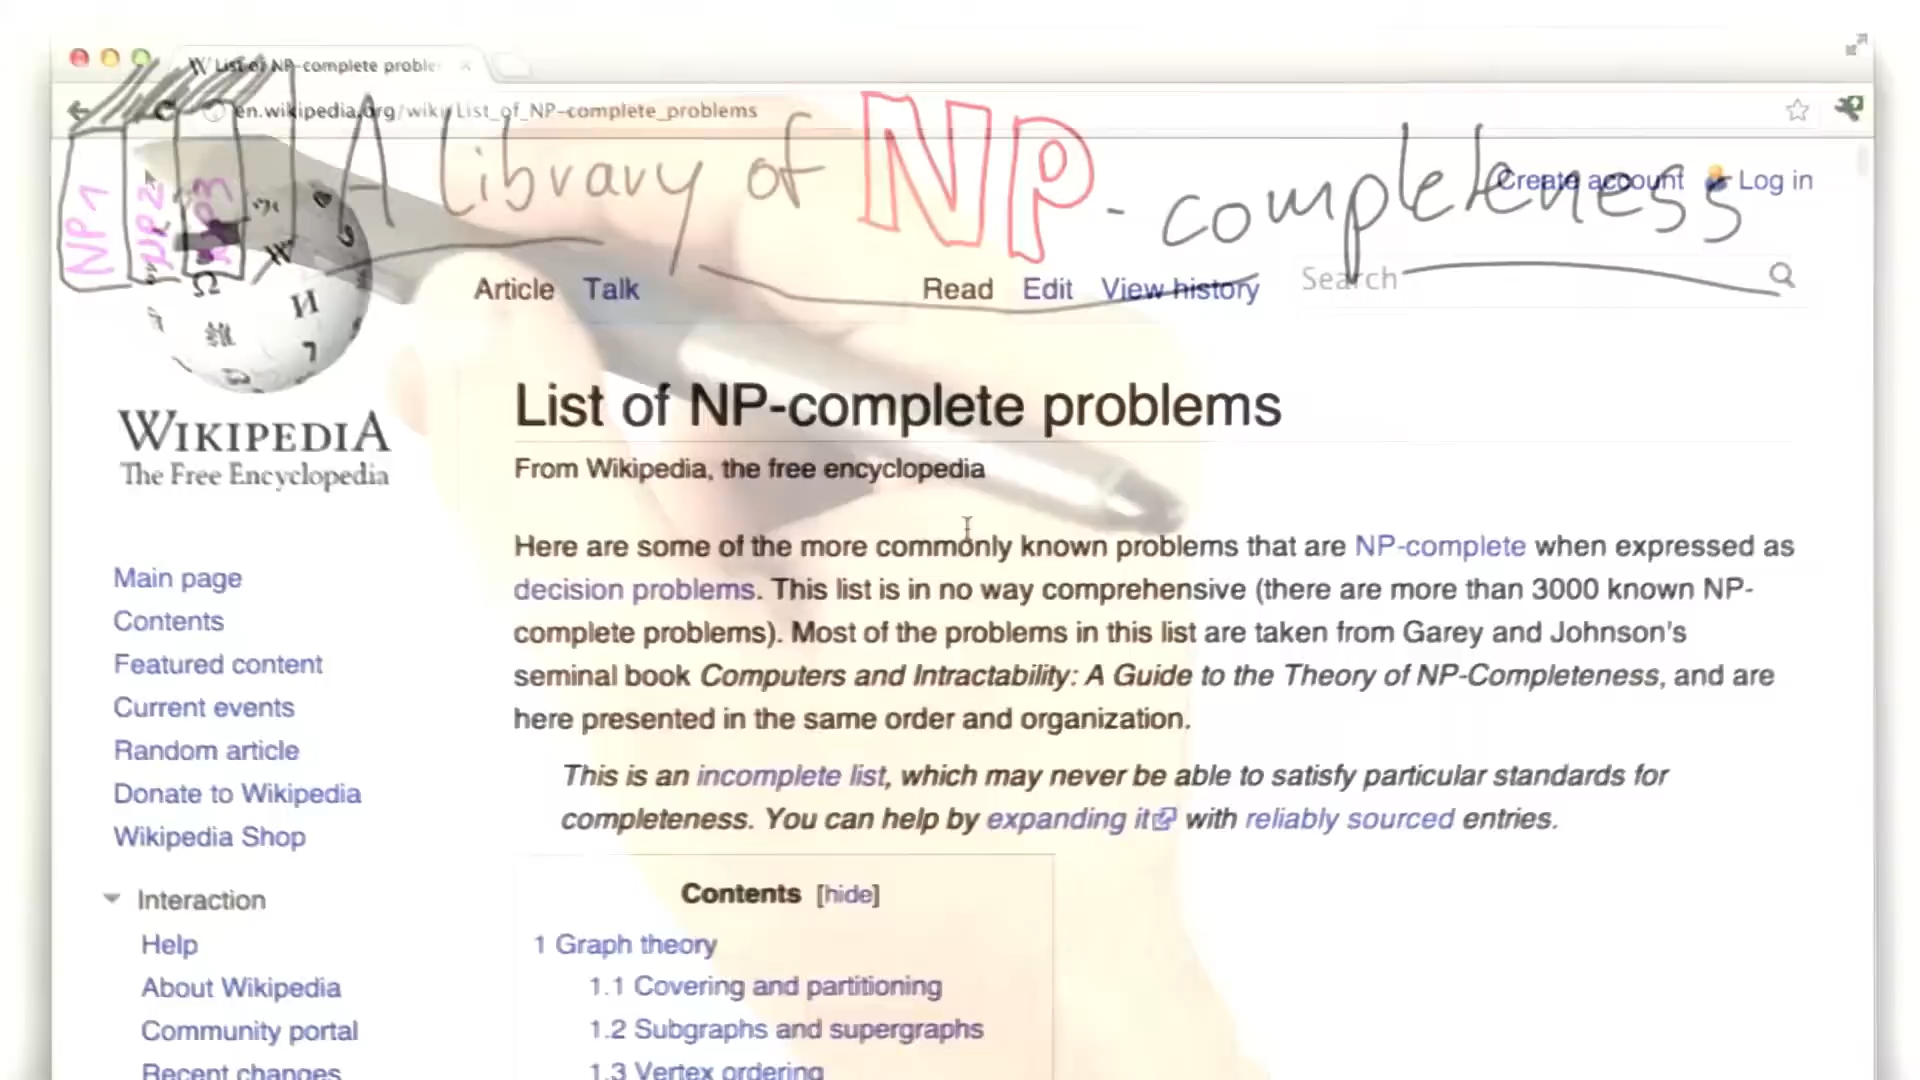 List of NP-complete proble
en.wikipedia.org/wiki/List_of_NP-complete_problems
A library of NP-completeness
NP1
NP2
NP3
Create account Log in
Article Talk Read Edit View history Search
WIKIPEDIA
The Free Encyclopedia
List of NP-complete problems
From Wikipedia, the free encyclopedia
Here are some of the more commonly known problems that are NP-complete when expressed as
decision problems. This list is in no way comprehensive (there are more than 3000 known NP-
complete problems). Most of the problems in this list are taken from Garey and Johnson's
seminal book Computers and Intractability: A Guide to the Theory of NP-Completeness, and are
here presented in the same order and organization.
This is an incomplete list, which may never be able to satisfy particular standards for
completeness. You can help by expanding it with reliably sourced entries.
Main page
Contents
Featured content
Current events
Random article
Donate to Wikipedia
Wikipedia Shop
Interaction
Help
About Wikipedia
Community portal
Recent changes
Contents [hide]
1 Graph theory
1.1 Covering and partitioning
1.2 Subgraphs and supergraphs
1.3 Vertex ordering